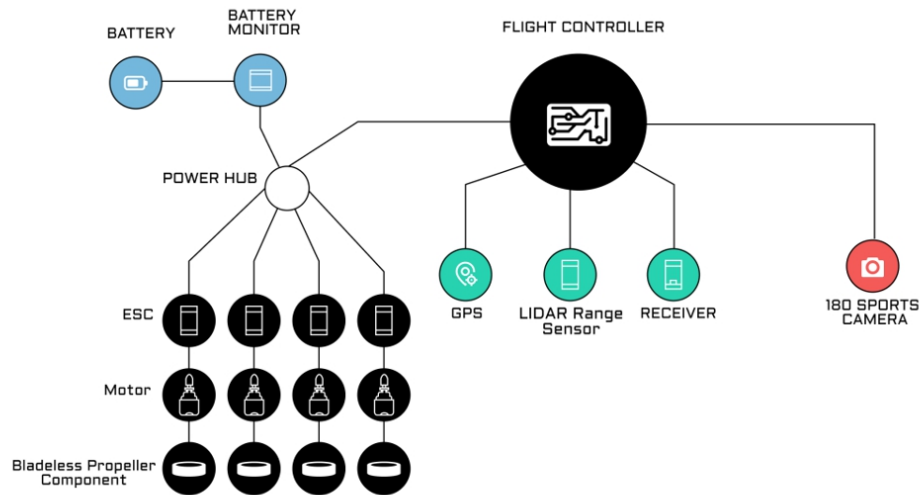 BATTERY
BATTERY
MONITOR
FLIGHT CONTROLLER
POWER HUB
ESC
GPS
LIDAR Range
Sensor
RECEIVER
180 SPORTS
CAMERA
Motor
Bladeless Propeller
Component